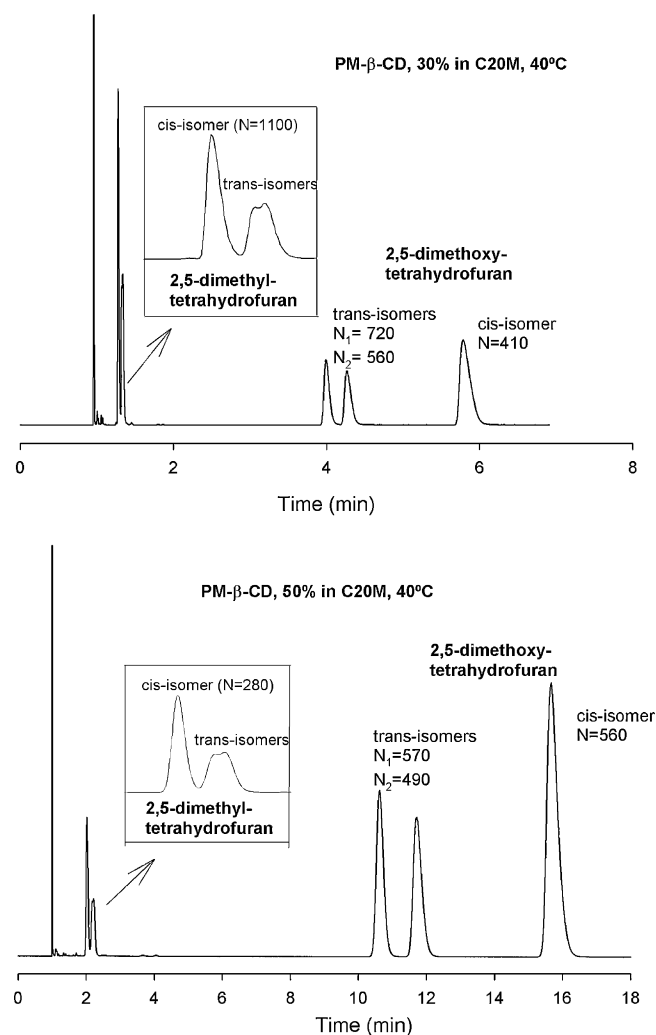 PM-β-CD, 30% in C20M, 40ºC
cis-isomer (N=1100)
trans-isomers
2,5-dimethyl-
tetrahydrofuran
2,5-dimethoxy-
tetrahydrofuran
trans-isomers
N₁= 720
N₂= 560
cis-isomer
N=410
0 2 4 6 8
Time (min)
PM-β-CD, 50% in C20M, 40ºC
2,5-dimethoxy-
tetrahydrofuran
cis-isomer (N=280)
trans-isomers
2,5-dimethyl-
tetrahydrofuran
trans-isomers
N₁=570
N₂=490
cis-isomer
N=560
0 2 4 6 8 10 12 14 16 18
Time (min)